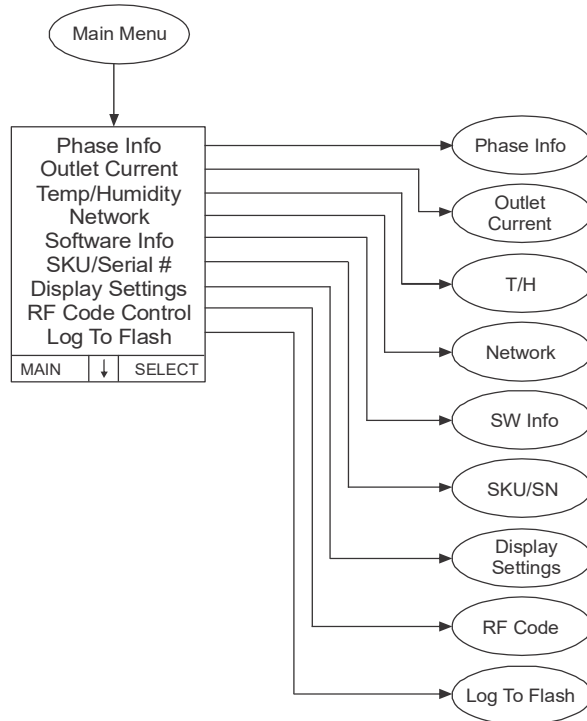 Main Menu
Phase Info
Outlet Current
Temp/Humidity
Network
Software Info
SKU/Serial #
Display Settings
RF Code Control
Log To Flash
MAIN ↓ SELECT
Phase Info
Outlet
Current
T/H
Network
SW Info
SKU/SN
Display
Settings
RF Code
Log To Flash